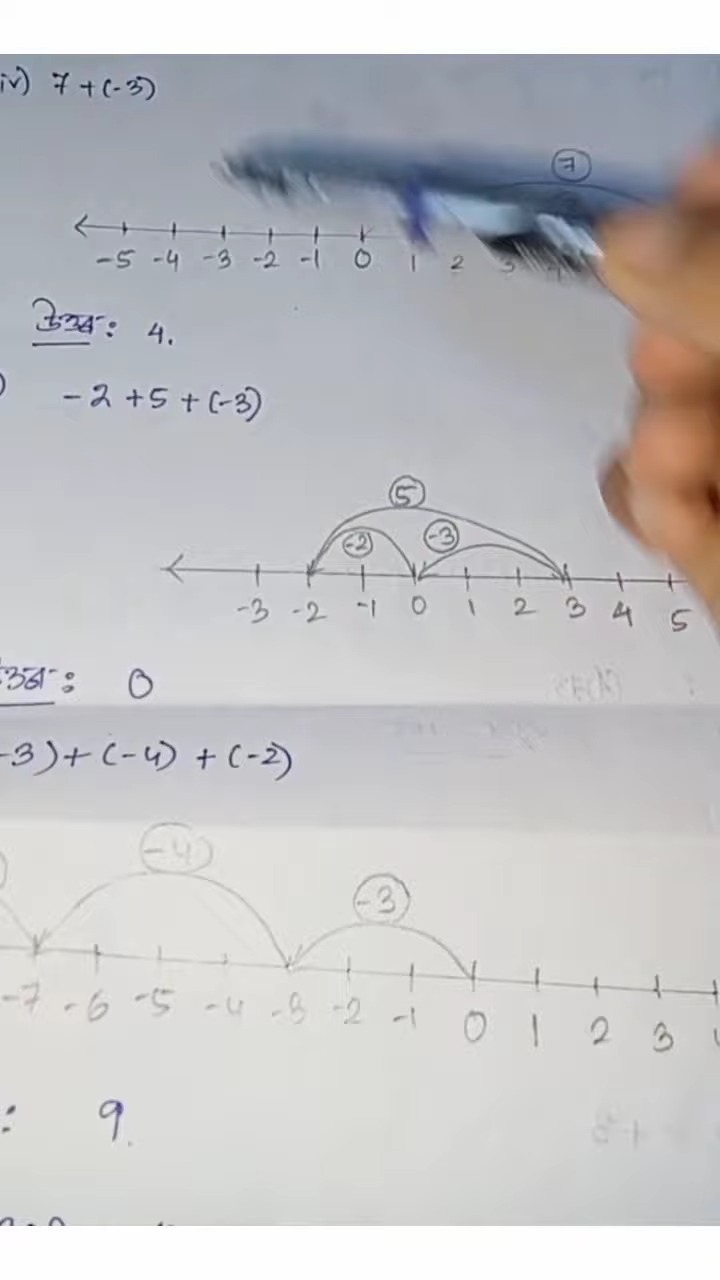 iv) 7 + (-3)
7
-5 -4 -3 -2 -1 0 1 2 3
উত্তর: 4.
) -2 + 5 + (-3)
5
-2 -3
-3 -2 -1 0 1 2 3 4 5
উত্তর: 0
-3) + (-4) + (-2)
-4
-3
-7 -6 -5 -4 -3 -2 -1 0 1 2 3
: 9.